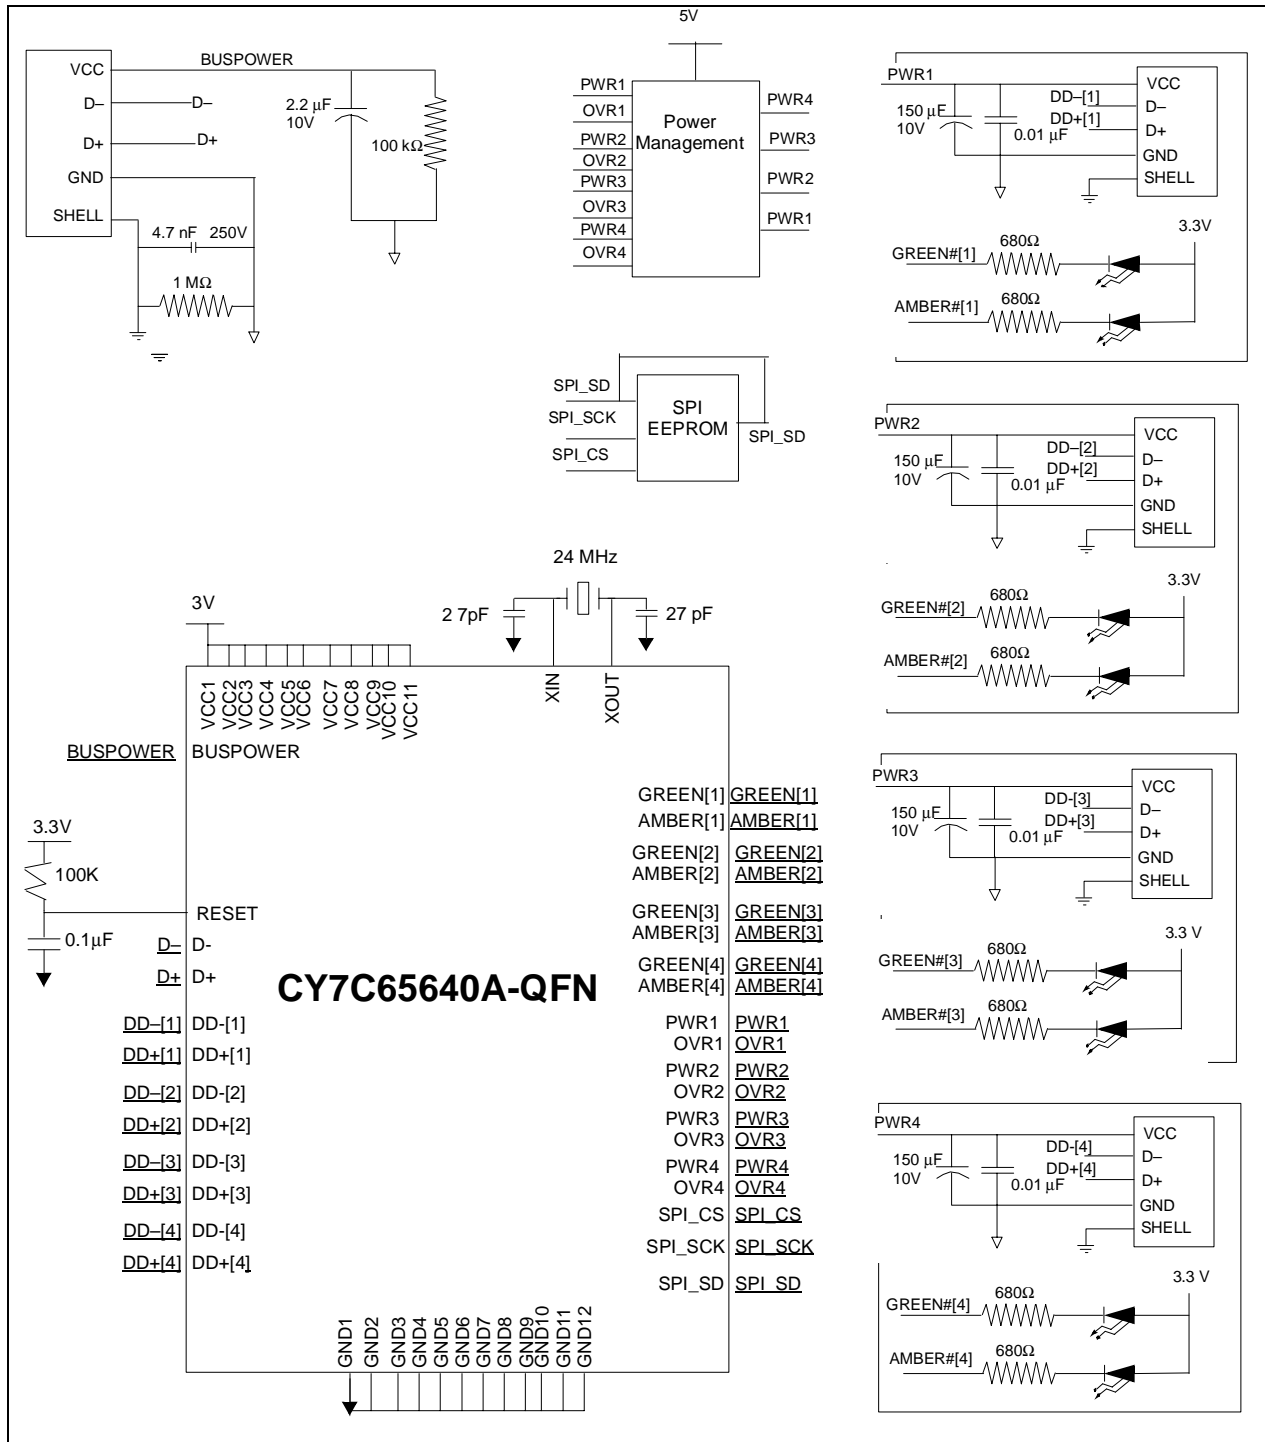 5V
VCC
BUSPOWER
D–
D–
D+
D+
GND
SHELL
2.2 μF
10V
100 kΩ
4.7 nF 250V
1 MΩ
PWR1
OVR1
PWR2
OVR2
PWR3
OVR3
PWR4
OVR4
Power
Management
PWR4
PWR3
PWR2
PWR1
PWR1
150 μF
10V
0.01 μF
DD–[1]
DD+[1]
VCC
D–
D+
GND
SHELL
3.3V
680Ω
GREEN#[1]
680Ω
AMBER#[1]
SPI_SD
SPI_SCK
SPI_CS
SPI
EEPROM
SPI_SD
PWR2
150 μF
10V
0.01 μF
DD–[2]
DD+[2]
VCC
D–
D+
GND
SHELL
3.3V
680Ω
GREEN#[2]
680Ω
AMBER#[2]
24 MHz
2 7pF
27 pF
3V
VCC1
VCC2
VCC3
VCC4
VCC5
VCC6
VCC7
VCC8
VCC9
VCC10
VCC11
XIN
XOUT
BUSPOWER BUSPOWER
3.3V
100K
RESET
0.1μF
D– D-
D+ D+
CY7C65640A-QFN
DD–[1] DD-[1]
DD+[1] DD+[1]
DD–[2] DD-[2]
DD+[2] DD+[2]
DD–[3] DD-[3]
DD+[3] DD+[3]
DD–[4] DD-[4]
DD+[4] DD+[4]
GREEN[1] GREEN[1]
AMBER[1] AMBER[1]
GREEN[2] GREEN[2]
AMBER[2] AMBER[2]
GREEN[3] GREEN[3]
AMBER[3] AMBER[3]
GREEN[4] GREEN[4]
AMBER[4] AMBER[4]
PWR1 PWR1
OVR1 OVR1
PWR2 PWR2
OVR2 OVR2
PWR3 PWR3
OVR3 OVR3
PWR4 PWR4
OVR4 OVR4
SPI_CS SPI_CS
SPI_SCK SPI_SCK
SPI_SD SPI_SD
GND1
GND2
GND3
GND4
GND5
GND6
GND7
GND8
GND9
GND10
GND11
GND12
PWR3
150 μF
10V
0.01 μF
DD-[3]
DD+[3]
VCC
D–
D+
GND
SHELL
3.3 V
680Ω
GREEN#[3]
680Ω
AMBER#[3]
PWR4
150 μF
10V
0.01 μF
DD-[4]
DD+[4]
VCC
D–
D+
GND
SHELL
3.3 V
680Ω
GREEN#[4]
680Ω
AMBER#[4]